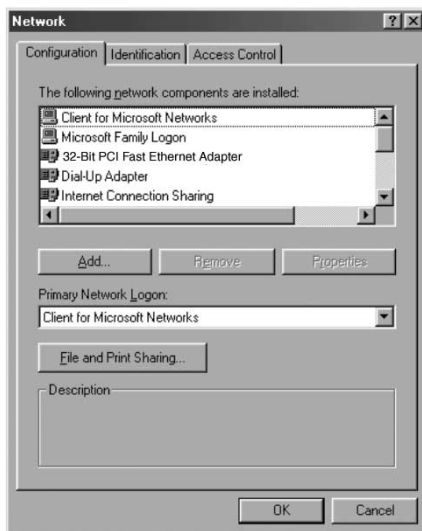 Network
Configuration Identification Access Control
The following network components are installed:
Client for Microsoft Networks
Microsoft Family Logon
32-Bit PCI Fast Ethernet Adapter
Dial-Up Adapter
Internet Connection Sharing
Add... Remove Properties
Primary Network Logon:
Client for Microsoft Networks
File and Print Sharing...
Description
OK Cancel